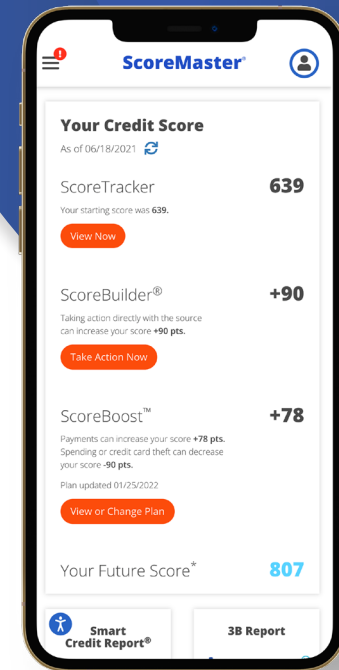 !
ScoreMaster®
Your Credit Score
As of 06/18/2021
ScoreTracker 639
Your starting score was 639.
View Now
ScoreBuilder® +90
Taking action directly with the source
can increase your score +90 pts.
Take Action Now
ScoreBoost™ +78
Payments can increase your score +78 pts.
Spending or credit card theft can decrease
your score -90 pts.
Plan updated 01/25/2022
View or Change Plan
Your Future Score* 807
Smart
Credit Report®
3B Report